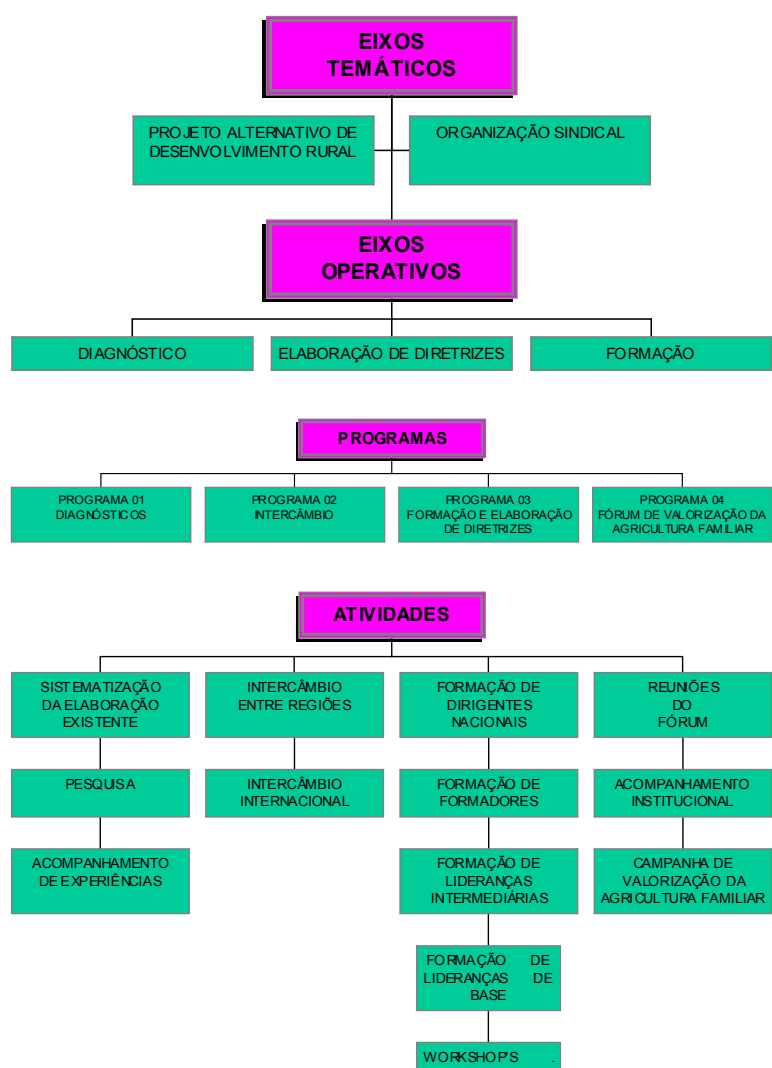 EIXOS
TEMÁTICOS
PROJETO ALTERNATIVO DE
DESENVOLVIMENTO RURAL
ORGANIZAÇÃO SINDICAL
EIXOS
OPERATIVOS
DIAGNÓSTICO
ELABORAÇÃO DE DIRETRIZES
FORMAÇÃO
PROGRAMAS
PROGRAMA 01
DIAGNÓSTICOS
PROGRAMA 02
INTERCÂMBIO
PROGRAMA 03
FORMAÇÃO E ELABORAÇÃO
DE DIRETRIZES
PROGRAMA 04
FÓRUM DE VALORIZAÇÃO DA
AGRICULTURA FAMILIAR
ATIVIDADES
SISTEMATIZAÇÃO
DA ELABORAÇÃO
EXISTENTE
PESQUISA
ACOMPANHAMENTO
DE EXPERIÊNCIAS
INTERCÂMBIO
ENTRE REGIÕES
INTERCÂMBIO
INTERNACIONAL
FORMAÇÃO DE
DIRIGENTES
NACIONAIS
FORMAÇÃO DE
FORMADORES
FORMAÇÃO DE
LIDERANÇAS
INTERMEDIÁRIAS
FORMAÇÃO DE
LIDERANÇAS DE
BASE
WORKSHOP'S .
REUNIÕES
DO
FÓRUM
ACOMPANHAMENTO
INSTITUCIONAL
CAMPANHA DE
VALORIZAÇÃO DA
AGRICULTURA FAMILIAR